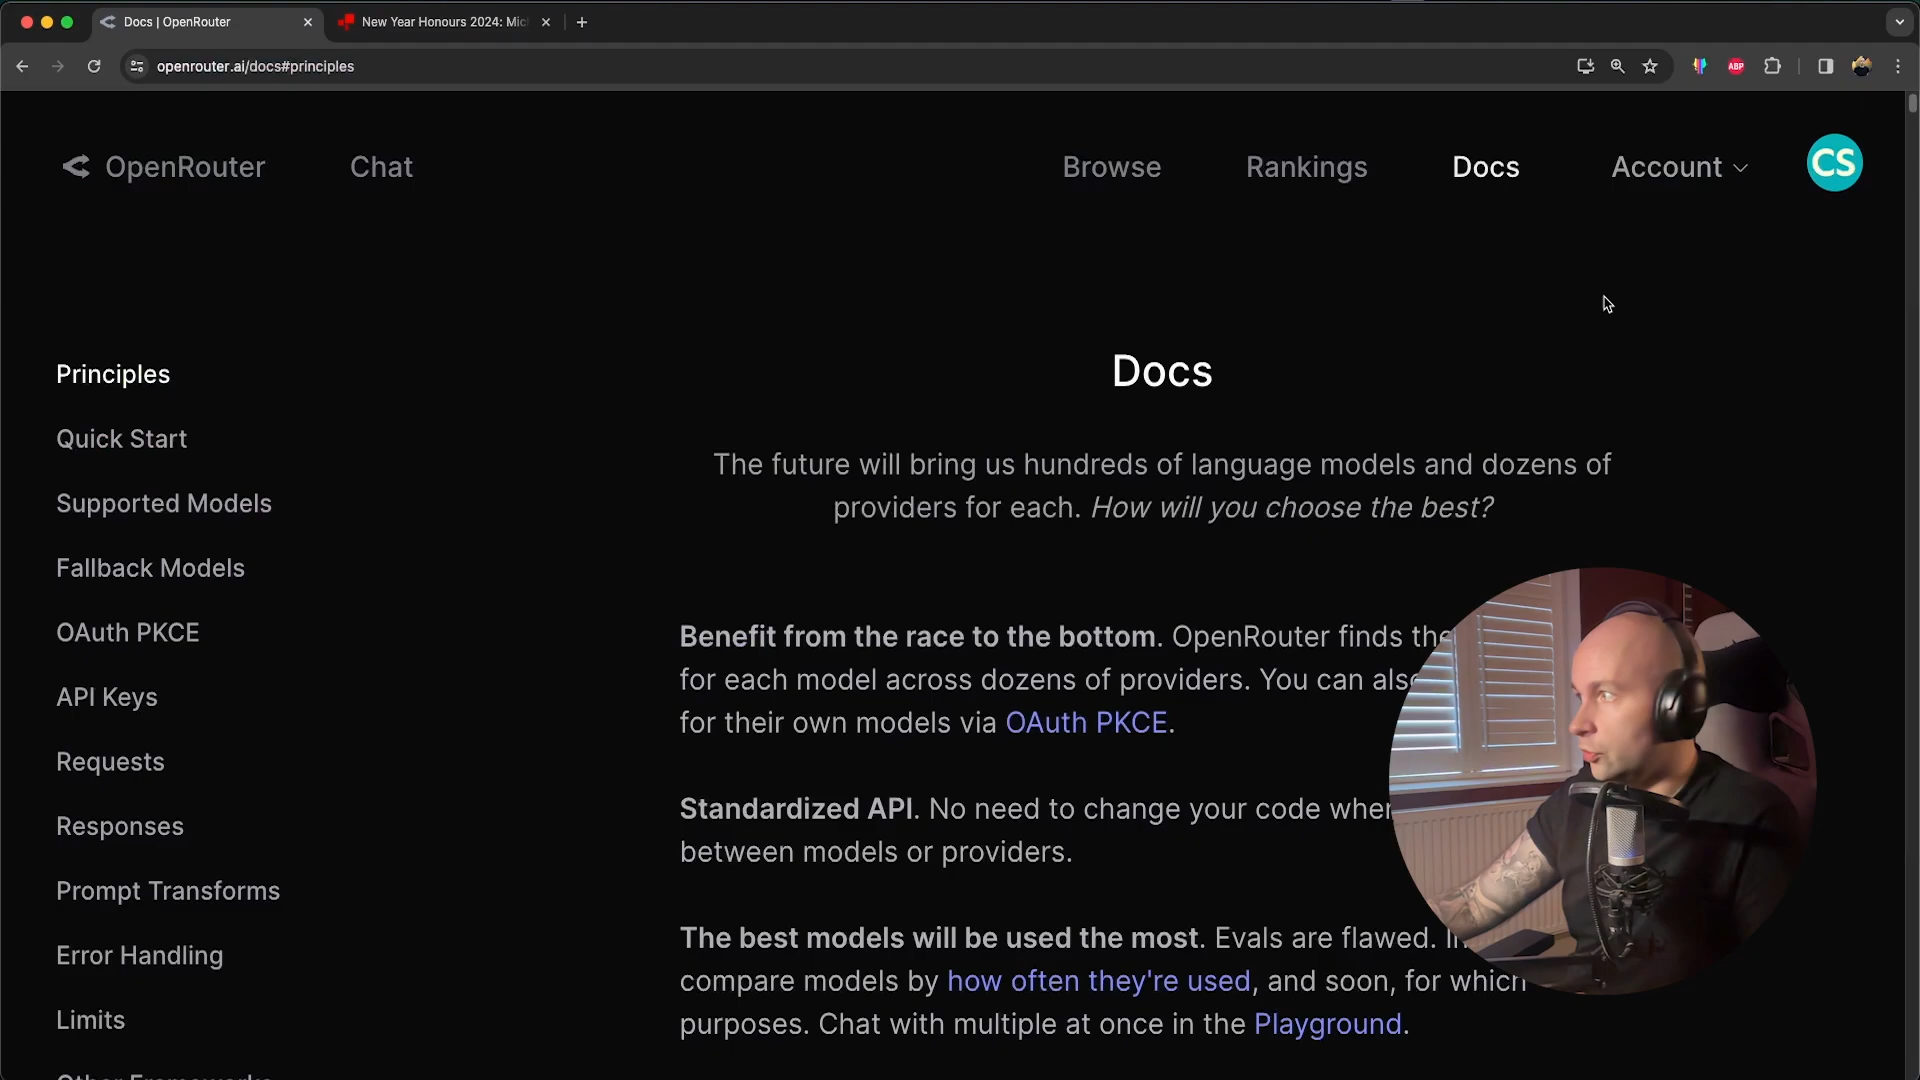 Docs | OpenRouter
New Year Honours 2024: Mic
openrouter.ai/docs#principles
ABP
OpenRouter
Chat
Browse
Rankings
Docs
Account
CS
Principles
Quick Start
Supported Models
Fallback Models
OAuth PKCE
API Keys
Requests
Responses
Prompt Transforms
Error Handling
Limits
Other Frameworks
Docs
The future will bring us hundreds of language models and dozens of
providers for each. How will you choose the best?
Benefit from the race to the bottom. OpenRouter finds the
for each model across dozens of providers. You can also
for their own models via OAuth PKCE.
Standardized API. No need to change your code when
between models or providers.
The best models will be used the most. Evals are flawed. In
compare models by how often they're used, and soon, for which
purposes. Chat with multiple at once in the Playground.